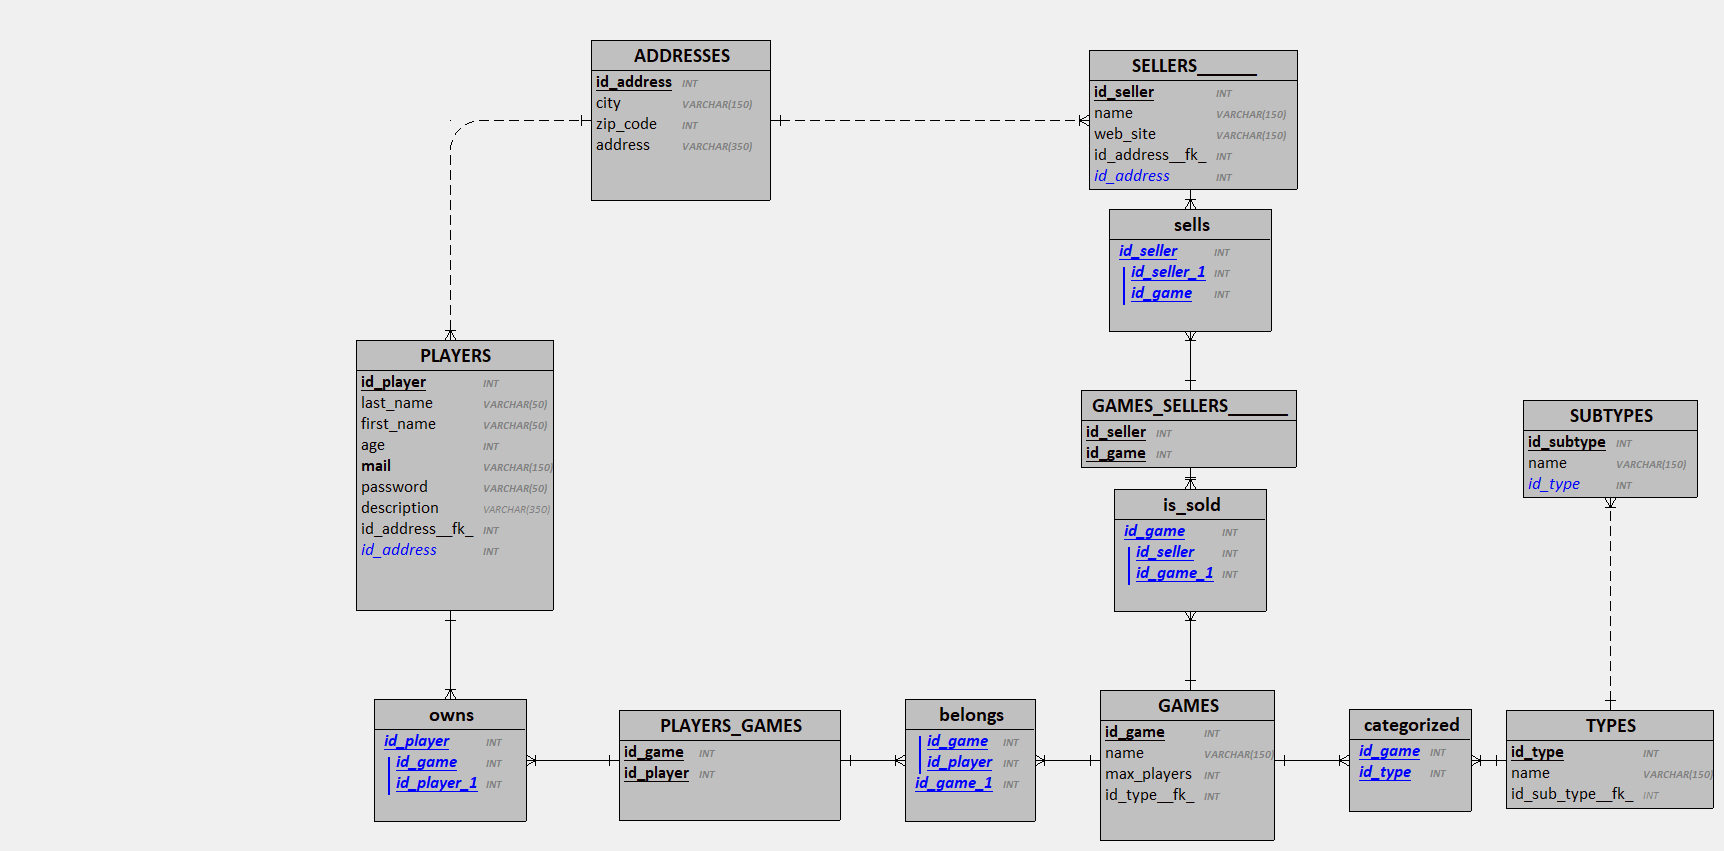 ADDRESSES
id_address INT
city VARCHAR(150)
zip_code INT
address VARCHAR(350)
SELLERS______
id_seller INT
name VARCHAR(150)
web_site VARCHAR(150)
id_address__fk_ INT
id_address INT
sells
id_seller INT
id_seller_1 INT
id_game INT
PLAYERS
id_player INT
last_name VARCHAR(50)
first_name VARCHAR(50)
age INT
mail VARCHAR(150)
password VARCHAR(50)
description VARCHAR(350)
id_address__fk_ INT
id_address INT
GAMES_SELLERS______
id_seller INT
id_game INT
SUBTYPES
id_subtype INT
name VARCHAR(150)
id_type INT
is_sold
id_game INT
id_seller INT
id_game_1 INT
owns
id_player INT
id_game INT
id_player_1 INT
PLAYERS_GAMES
id_game INT
id_player INT
belongs
id_game INT
id_player INT
id_game_1 INT
GAMES
id_game INT
name VARCHAR(150)
max_players INT
id_type__fk_ INT
categorized
id_game INT
id_type INT
TYPES
id_type INT
name VARCHAR(150)
id_sub_type__fk_ INT